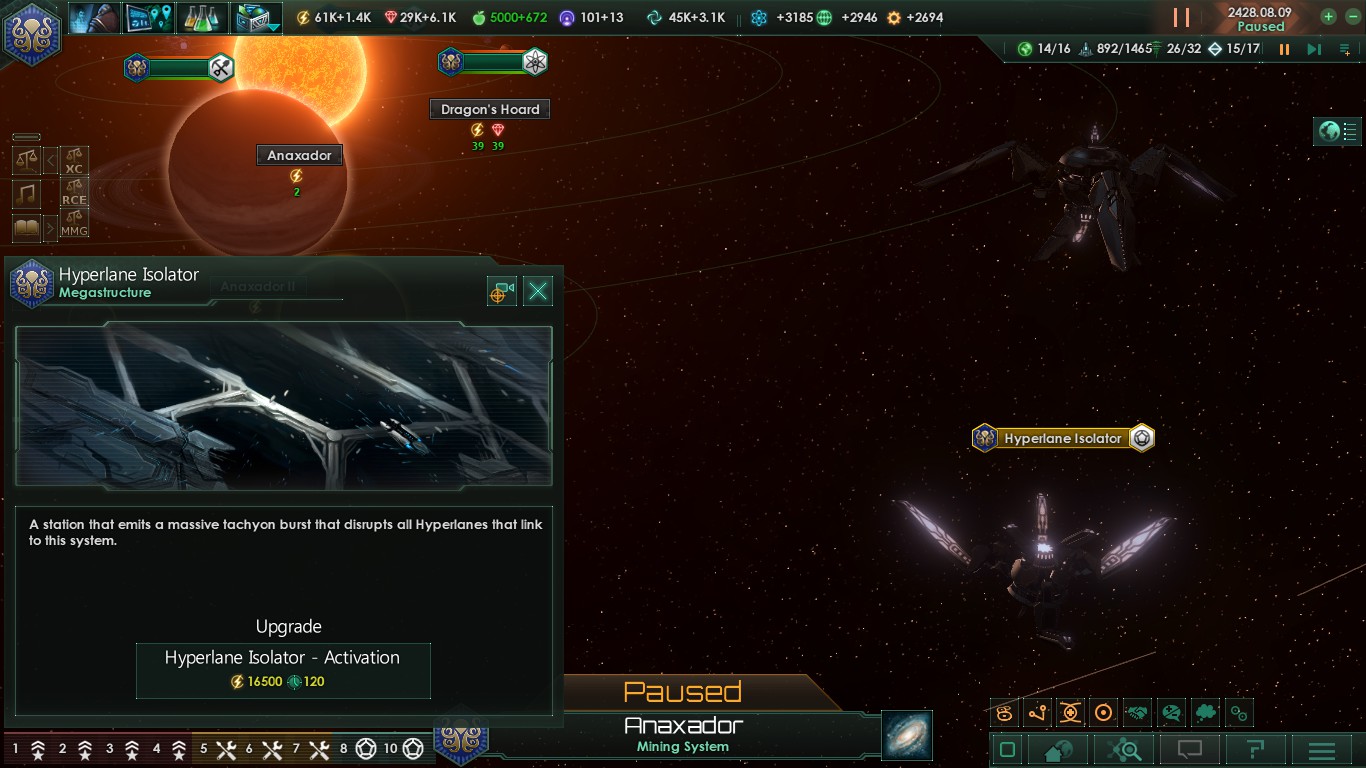 61K+1.4K 29K+6.1K 5000+672 101+13 45K+3.1K +3185 +2946 +2694
2428.08.09
Paused
14/16 892/1465 26/32 15/17
Dragon's Hoard
39 39
Anaxador
2
XC
RCE
MMG
Hyperlane Isolator
Megastructure
Anaxador II
A station that emits a massive tachyon burst that disrupts all Hyperlanes that link
to this system.
Upgrade
Hyperlane Isolator - Activation
16500 120
Hyperlane Isolator
Paused
Anaxador
Mining System
1 2 3 4 5 6 7 8 10